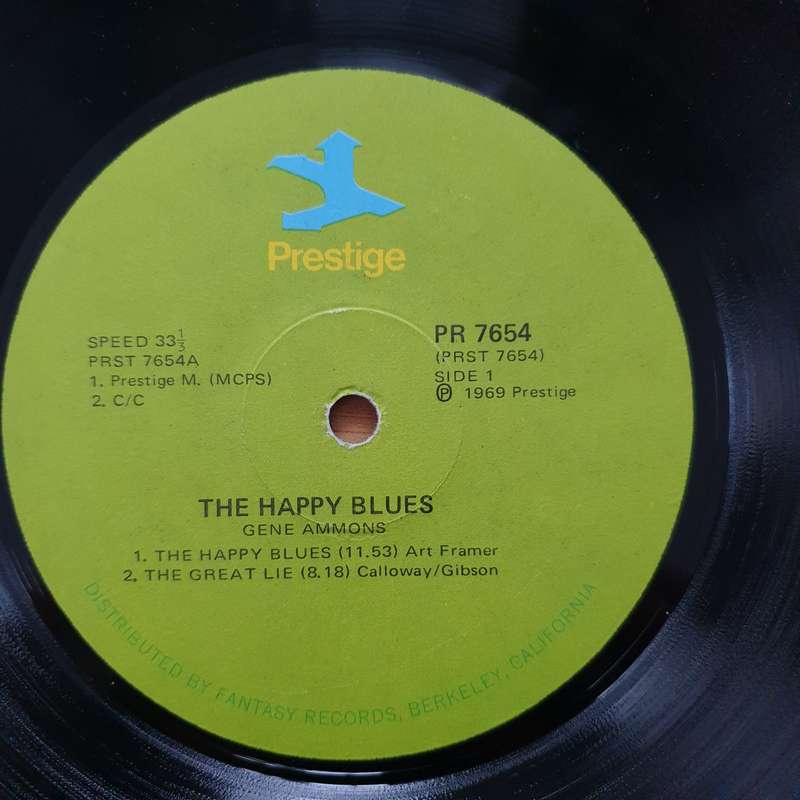 Prestige
SPEED 33⅓
PRST 7654A
1. Prestige M. (MCPS)
2. C/C
PR 7654
(PRST 7654)
SIDE 1
Ⓟ 1969 Prestige
THE HAPPY BLUES
GENE AMMONS
1. THE HAPPY BLUES (11.53) Art Framer
2. THE GREAT LIE (8.18) Calloway/Gibson
DISTRIBUTED BY FANTASY RECORDS, BERKELEY, CALIFORNIA